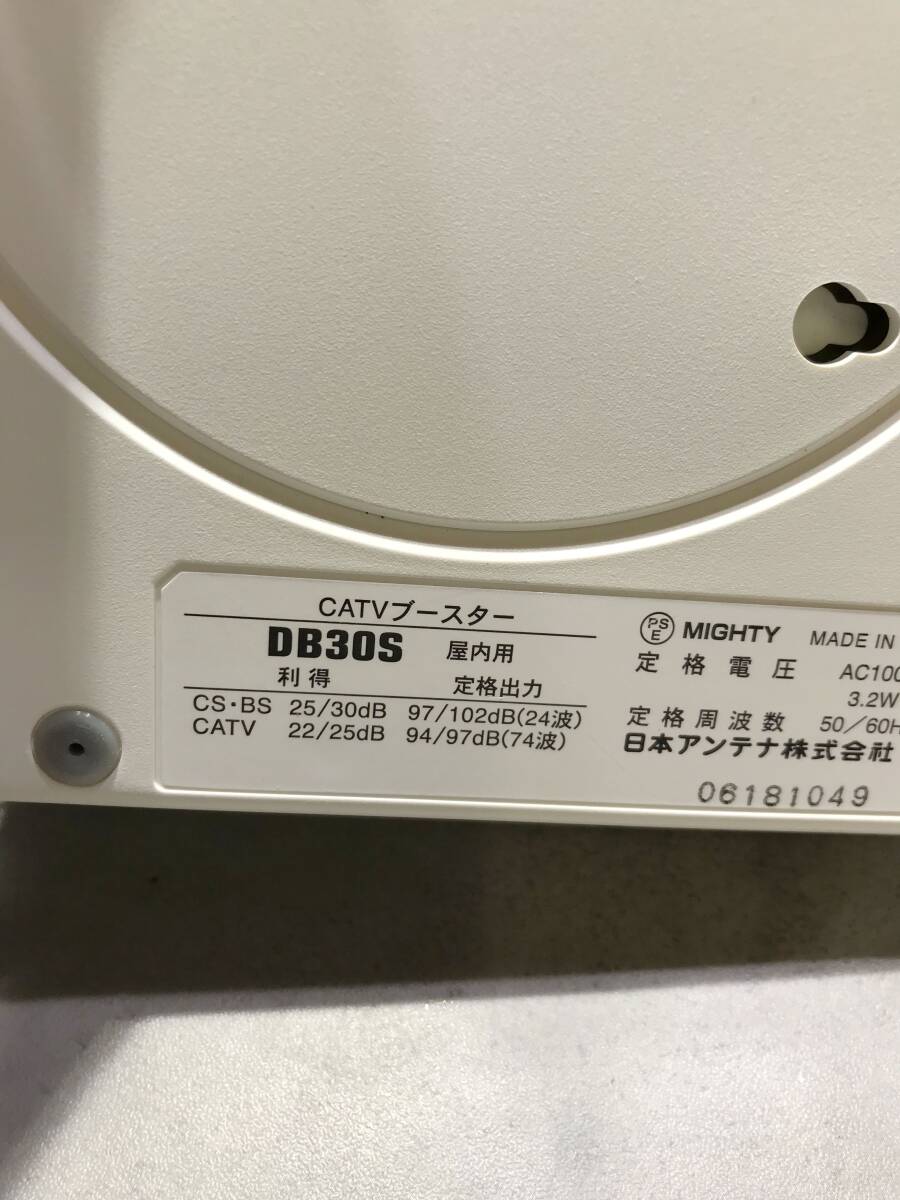 CATVブースター
DB30S 屋内用
利得 定格出力
CS・BS 25/30dB 97/102dB(24波)
CATV 22/25dB 94/97dB(74波)
PS E MIGHTY MADE IN
定格電圧 AC100
3.2W
定格周波数 50/60H
日本アンテナ株式会社
06181049